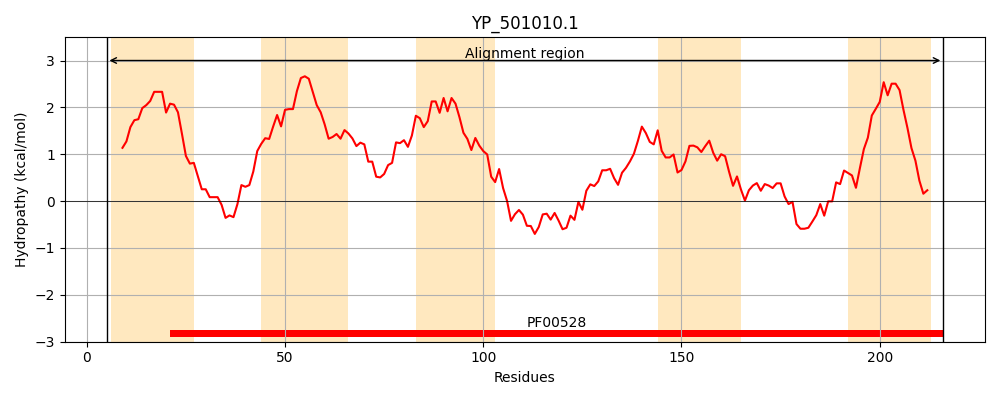 YP_501010.1
Alignment region
Hydropathy (kcal/mol)
3
2
1
0
−1
−2
−3
PF00528
0
50
100
150
200
Residues